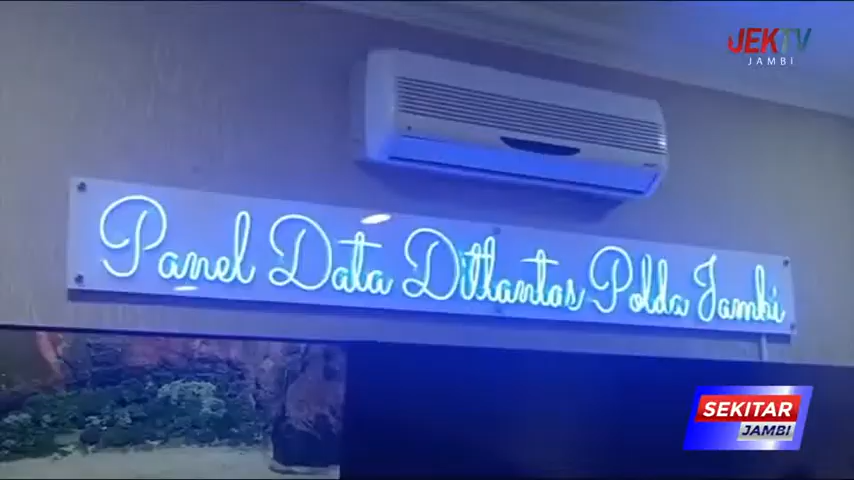 JEKTV
JAMBI
Panel Data Ditlantas Polda Jambi
SEKITAR
JAMBI